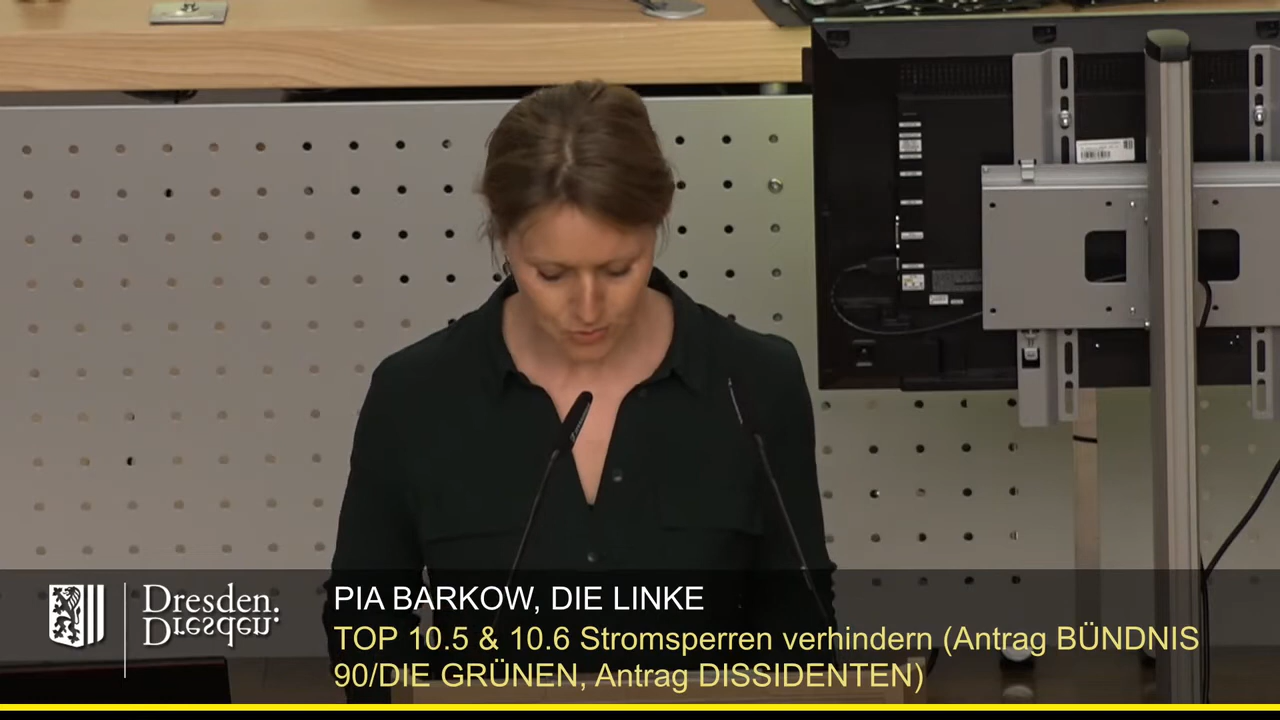 Dresden.
Dresden.
PIA BARKOW, DIE LINKE
TOP 10.5 & 10.6 Stromsperren verhindern (Antrag BÜNDNIS
90/DIE GRÜNEN, Antrag DISSIDENTEN)